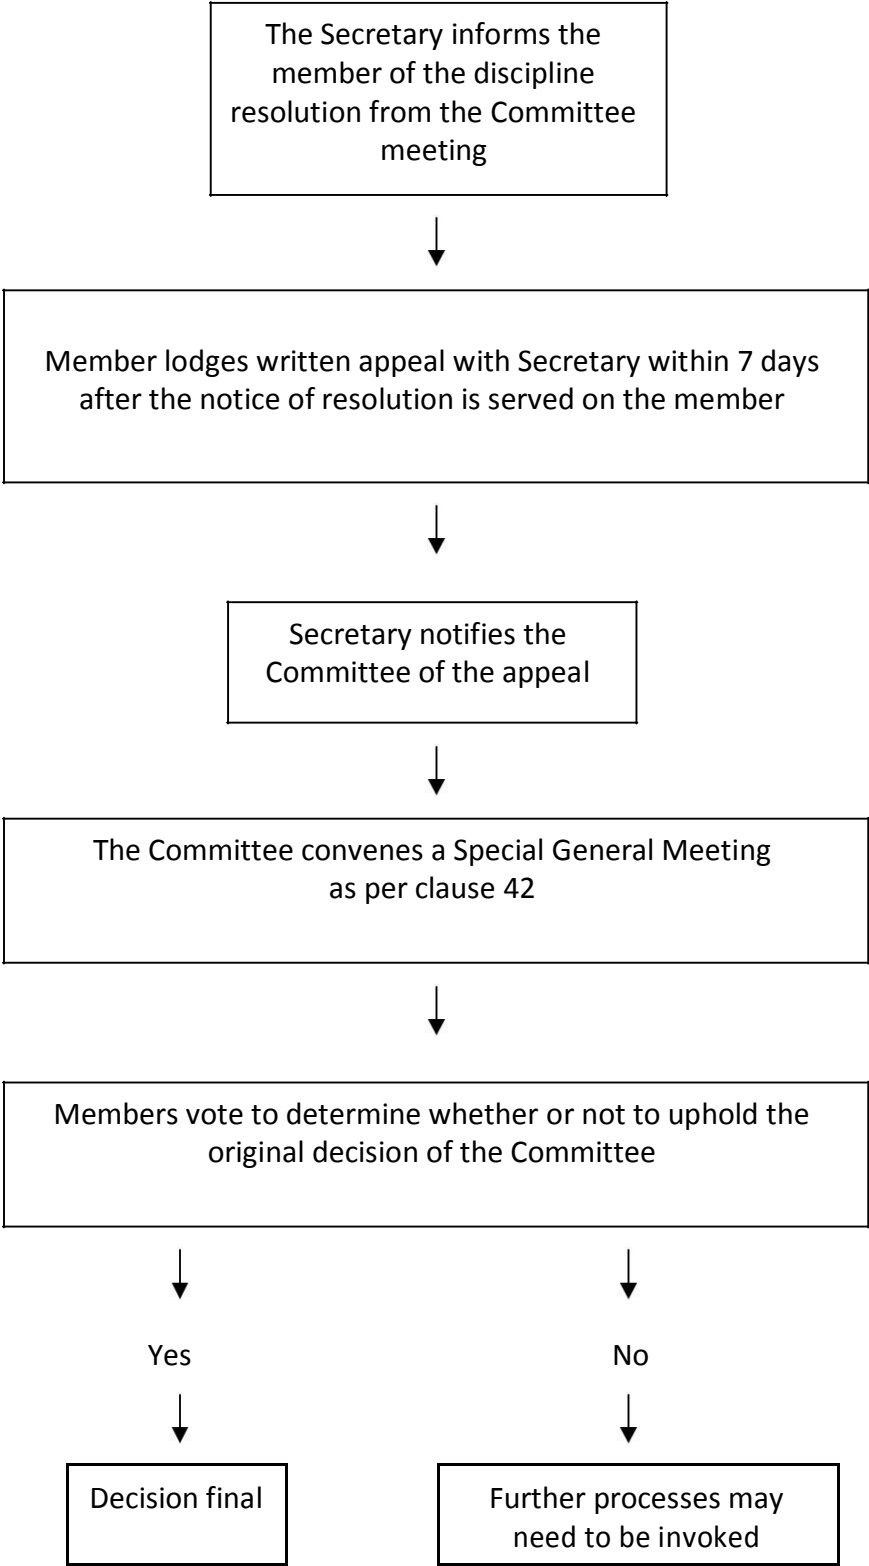 The Secretary informs the
member of the discipline
resolution from the Committee
meeting
Member lodges written appeal with Secretary within 7 days
after the notice of resolution is served on the member
Secretary notifies the
Committee of the appeal
The Committee convenes a Special General Meeting
as per clause 42
Members vote to determine whether or not to uphold the
original decision of the Committee
Yes
No
Decision final
Further processes may
need to be invoked